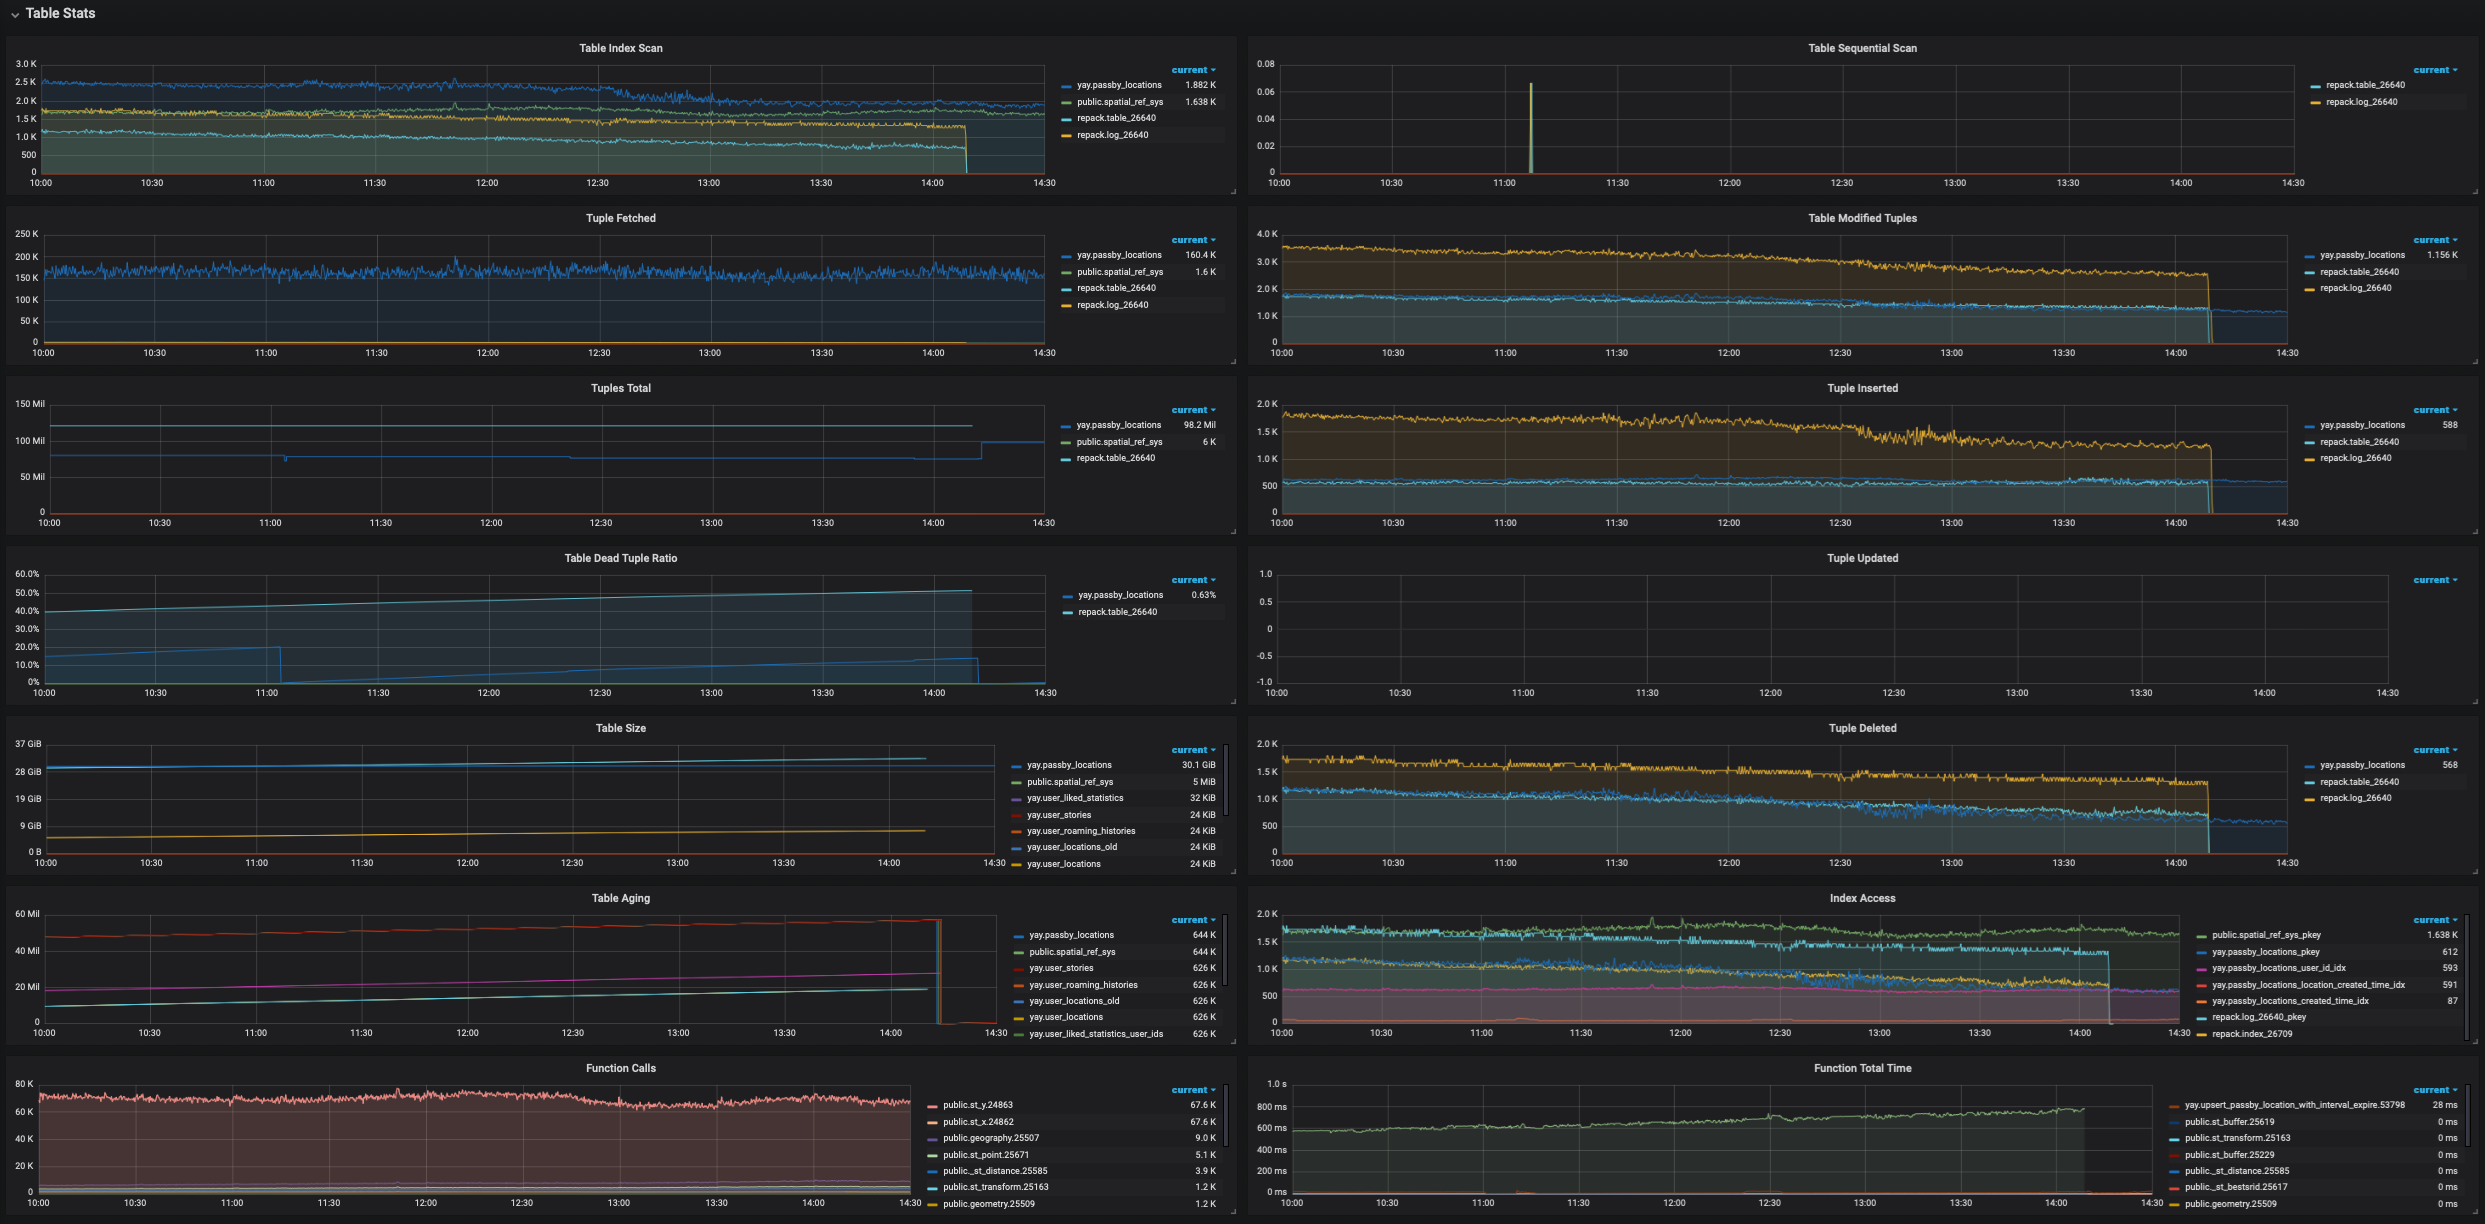 Table Stats
Table Index Scan
3.0 K
2.5 K
2.0 K
1.5 K
1.0 K
500
0
10:00 10:30 11:00 11:30 12:00 12:30 13:00 13:30 14:00 14:30
current
yay.passby_locations 1.882 K
public.spatial_ref_sys 1.638 K
repack.table_26640
repack.log_26640
Table Sequential Scan
0.08
0.06
0.04
0.02
0
10:00 10:30 11:00 11:30 12:00 12:30 13:00 13:30 14:00 14:30
current
repack.table_26640
repack.log_26640
Tuple Fetched
250 K
200 K
150 K
100 K
50 K
0
10:00 10:30 11:00 11:30 12:00 12:30 13:00 13:30 14:00 14:30
current
yay.passby_locations 160.4 K
public.spatial_ref_sys 1.6 K
repack.table_26640
repack.log_26640
Table Modified Tuples
4.0 K
3.0 K
2.0 K
1.0 K
0
10:00 10:30 11:00 11:30 12:00 12:30 13:00 13:30 14:00 14:30
current
yay.passby_locations 1.156 K
repack.table_26640
repack.log_26640
Tuples Total
150 Mil
100 Mil
50 Mil
0
10:00 10:30 11:00 11:30 12:00 12:30 13:00 13:30 14:00 14:30
current
yay.passby_locations 98.2 Mil
public.spatial_ref_sys 6 K
repack.table_26640
Tuple Inserted
2.0 K
1.5 K
1.0 K
500
0
10:00 10:30 11:00 11:30 12:00 12:30 13:00 13:30 14:00 14:30
current
yay.passby_locations 588
repack.table_26640
repack.log_26640
Table Dead Tuple Ratio
60.0%
50.0%
40.0%
30.0%
20.0%
10.0%
0%
10:00 10:30 11:00 11:30 12:00 12:30 13:00 13:30 14:00 14:30
current
yay.passby_locations 0.63%
repack.table_26640
Tuple Updated
1.0
0.5
0
-0.5
-1.0
10:00 10:30 11:00 11:30 12:00 12:30 13:00 13:30 14:00 14:30
current
Table Size
37 GiB
28 GiB
19 GiB
9 GiB
0 B
10:00 10:30 11:00 11:30 12:00 12:30 13:00 13:30 14:00 14:30
current
yay.passby_locations 30.1 GiB
public.spatial_ref_sys 5 MiB
yay.user_liked_statistics 32 KiB
yay.user_stories 24 KiB
yay.user_roaming_histories 24 KiB
yay.user_locations_old 24 KiB
yay.user_locations 24 KiB
Tuple Deleted
2.0 K
1.5 K
1.0 K
500
0
10:00 10:30 11:00 11:30 12:00 12:30 13:00 13:30 14:00 14:30
current
yay.passby_locations 568
repack.table_26640
repack.log_26640
Table Aging
60 Mil
40 Mil
20 Mil
0
10:00 10:30 11:00 11:30 12:00 12:30 13:00 13:30 14:00 14:30
current
yay.passby_locations 644 K
public.spatial_ref_sys 644 K
yay.user_stories 626 K
yay.user_roaming_histories 626 K
yay.user_locations_old 626 K
yay.user_locations 626 K
yay.user_liked_statistics_user_ids 626 K
Index Access
2.0 K
1.5 K
1.0 K
500
0
10:00 10:30 11:00 11:30 12:00 12:30 13:00 13:30 14:00 14:30
current
public.spatial_ref_sys_pkey 1.638 K
yay.passby_locations_pkey 612
yay.passby_locations_user_id_idx 593
yay.passby_locations_location_created_time_idx 591
yay.passby_locations_created_time_idx 87
repack.log_26640_pkey
repack.index_26709
Function Calls
80 K
60 K
40 K
20 K
0
10:00 10:30 11:00 11:30 12:00 12:30 13:00 13:30 14:00 14:30
current
public.st_y.24863 67.6 K
public.st_x.24862 67.6 K
public.geography.25507 9.0 K
public.st_point.25671 5.1 K
public._st_distance.25585 3.9 K
public.st_transform.25163 1.2 K
public.geometry.25509 1.2 K
Function Total Time
1.0 s
800 ms
600 ms
400 ms
200 ms
0 ms
10:00 10:30 11:00 11:30 12:00 12:30 13:00 13:30 14:00 14:30
current
yay.upsert_passby_location_with_interval_expire.53798 28 ms
public.st_buffer.25619 0 ms
public.st_transform.25163 0 ms
public.st_buffer.25229 0 ms
public._st_distance.25585 0 ms
public._st_bestsrid.25617 0 ms
public.geometry.25509 0 ms